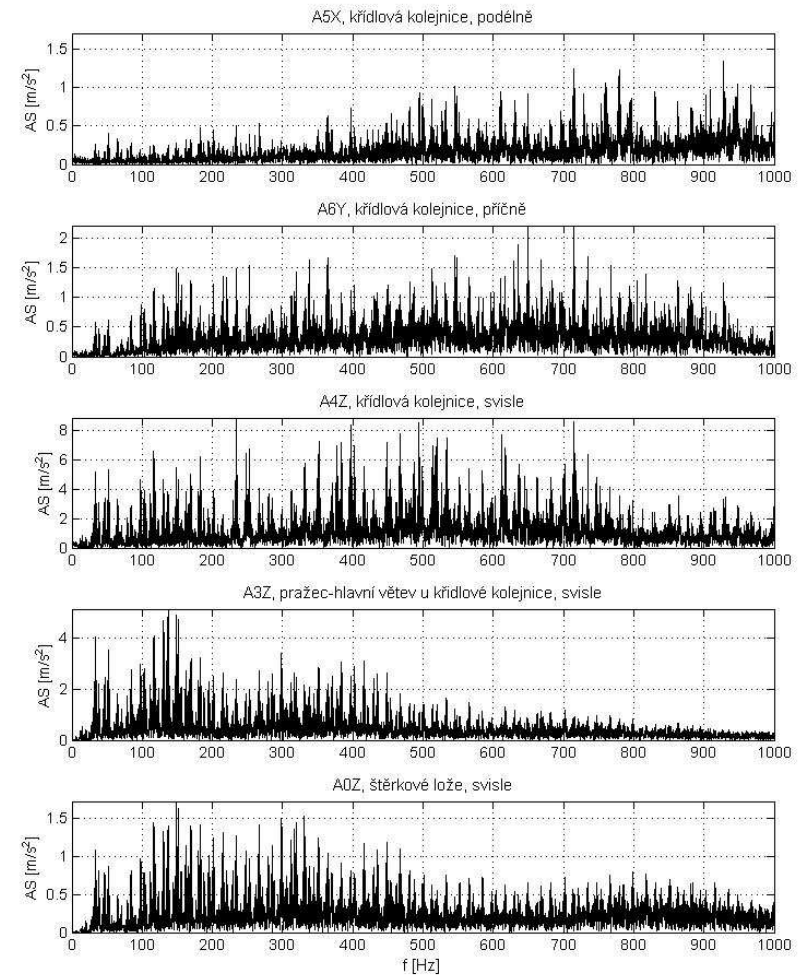 A5X, křídlová kolejnice, podélně
1.5
1
0.5
0
AS [m/s²]
0 100 200 300 400 500 600 700 800 900 1000
A6Y, křídlová kolejnice, příčně
2
1.5
1
0.5
0
AS [m/s²]
0 100 200 300 400 500 600 700 800 900 1000
A4Z, křídlová kolejnice, svisle
8
6
4
2
0
AS [m/s²]
0 100 200 300 400 500 600 700 800 900 1000
A3Z, pražec-hlavní větev u křidlové kolejnice, svisle
4
2
0
AS [m/s²]
0 100 200 300 400 500 600 700 800 900 1000
A0Z, štěrkové lože, svisle
1.5
1
0.5
0
AS [m/s²]
0 100 200 300 400 500 600 700 800 900 1000
f [Hz]